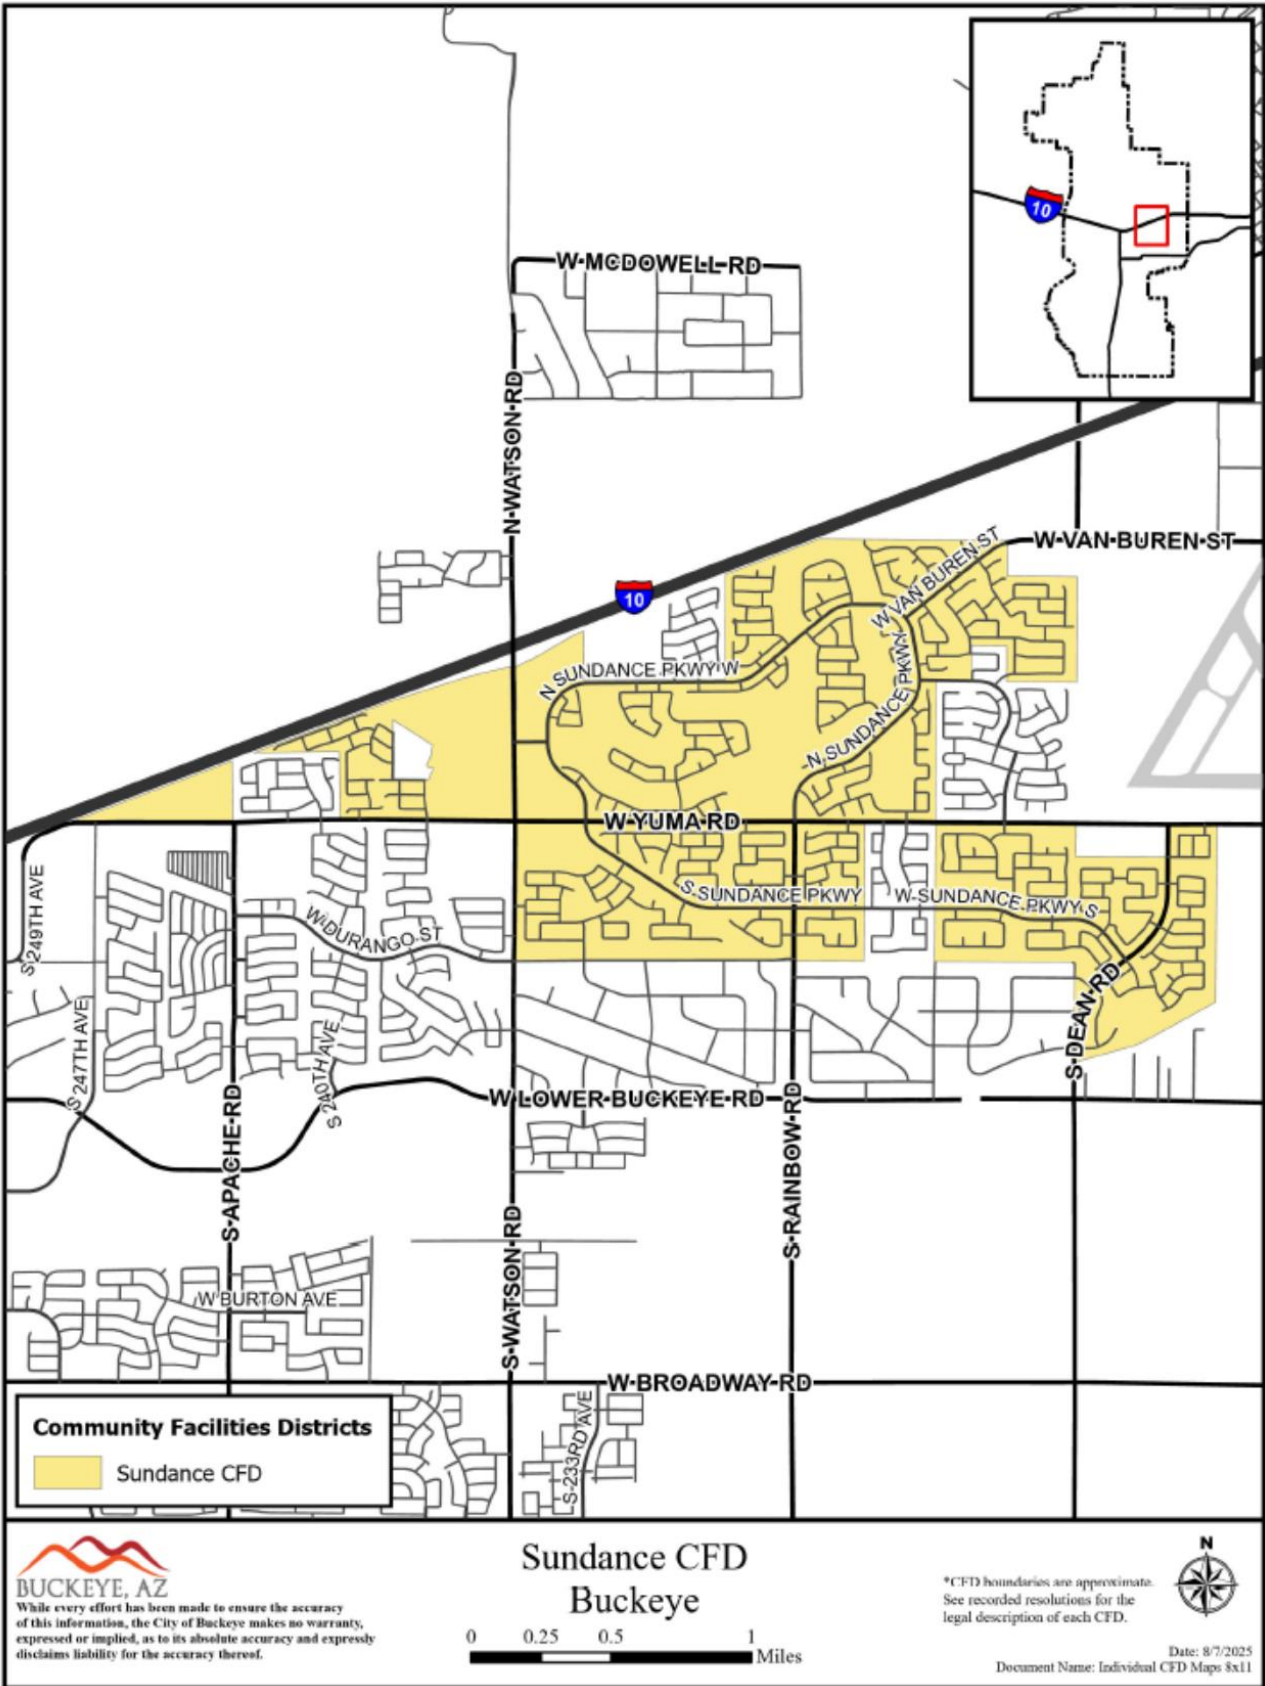 10
W MCDOWELL RD
N WATSON RD
W VAN BUREN ST
W VAN BUREN ST
10
N SUNDANCE PKWY W
N SUNDANCE PKWY
W YUMA RD
S SUNDANCE PKWY
W SUNDANCE PKWY S
S 249TH AVE
W DURANGO ST
S DEAN RD
S 247TH AVE
S 240TH AVE
S APACHE RD
W LOWER BUCKEYE RD
S RAINBOW RD
S WATSON RD
W BURTON AVE
W BROADWAY RD
S 233RD AVE
Community Facilities Districts
Sundance CFD
BUCKEYE, AZ
While every effort has been made to ensure the accuracy
of this information, the City of Buckeye makes no warranty,
expressed or implied, as to its absolute accuracy and expressly
disclaims liability for the accuracy thereof.
Sundance CFD
Buckeye
0 0.25 0.5 1
Miles
N
*CFD boundaries are approximate.
See recorded resolutions for the
legal description of each CFD.
Date: 8/7/2025
Document Name: Individual CFD Maps 8x11